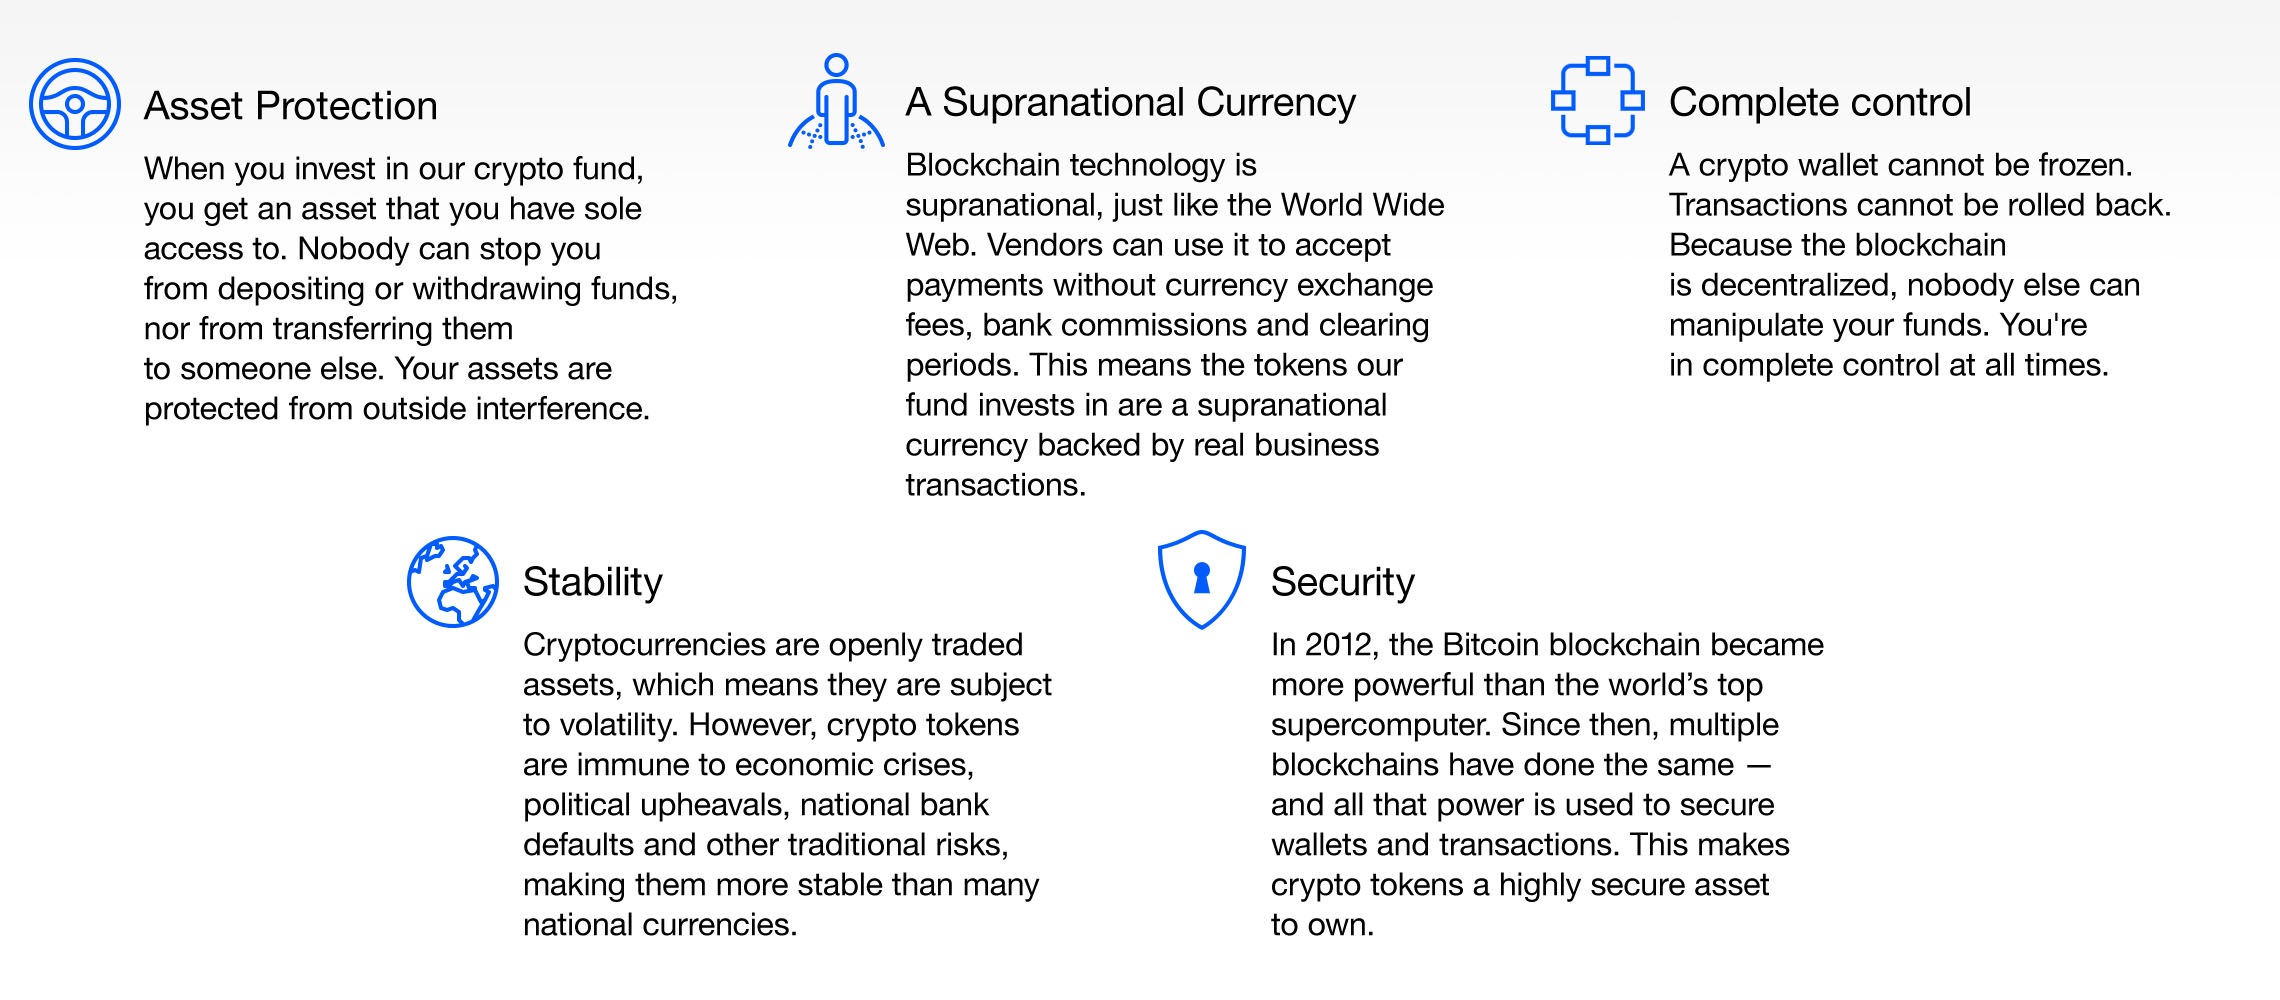 Asset Protection
When you invest in our crypto fund,
you get an asset that you have sole
access to. Nobody can stop you
from depositing or withdrawing funds,
nor from transferring them
to someone else. Your assets are
protected from outside interference.
A Supranational Currency
Blockchain technology is
supranational, just like the World Wide
Web. Vendors can use it to accept
payments without currency exchange
fees, bank commissions and clearing
periods. This means the tokens our
fund invests in are a supranational
currency backed by real business
transactions.
Complete control
A crypto wallet cannot be frozen.
Transactions cannot be rolled back.
Because the blockchain
is decentralized, nobody else can
manipulate your funds. You're
in complete control at all times.
Stability
Cryptocurrencies are openly traded
assets, which means they are subject
to volatility. However, crypto tokens
are immune to economic crises,
political upheavals, national bank
defaults and other traditional risks,
making them more stable than many
national currencies.
Security
In 2012, the Bitcoin blockchain became
more powerful than the world’s top
supercomputer. Since then, multiple
blockchains have done the same —
and all that power is used to secure
wallets and transactions. This makes
crypto tokens a highly secure asset
to own.